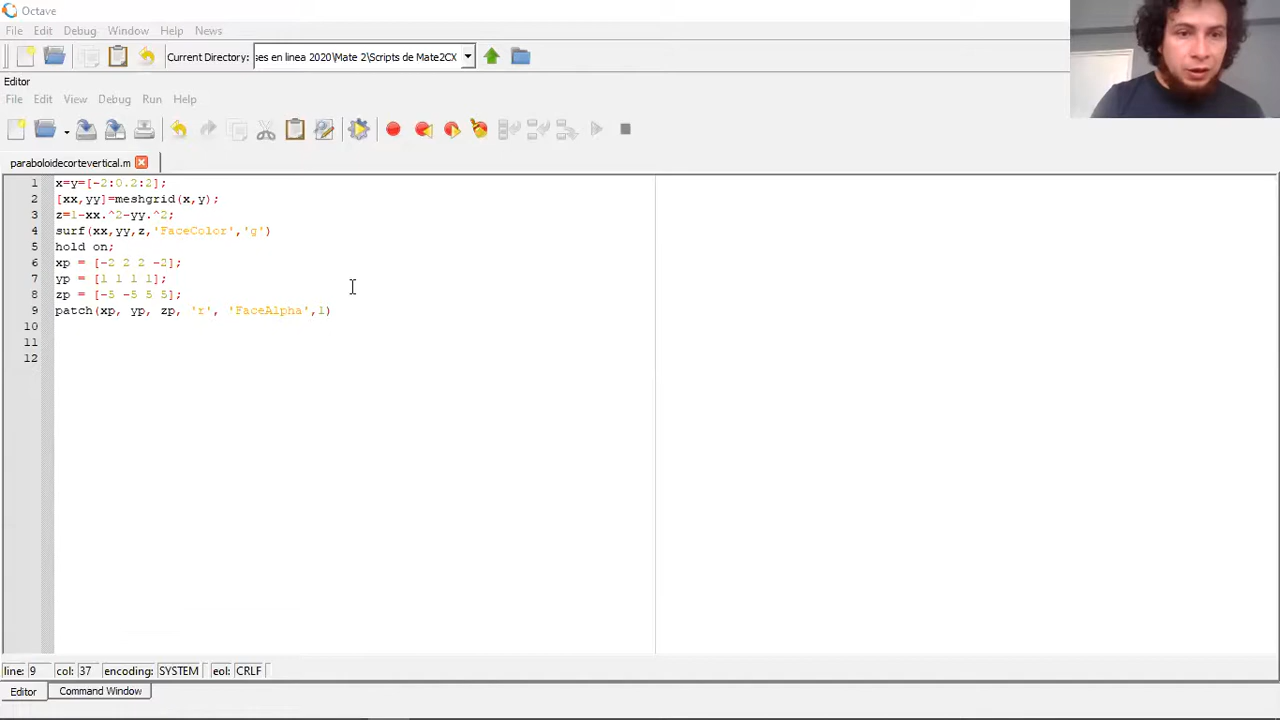 Octave
File Edit Debug Window Help News
Current Directory: ses en linea 2020\Mate 2\Scripts de Mate2CX
Editor
File Edit View Debug Run Help
paraboloidecortevertical.m
1 x=y=[-2:0.2:2];
2 [xx,yy]=meshgrid(x,y);
3 z=1-xx.^2-yy.^2;
4 surf(xx,yy,z,'FaceColor','g')
5 hold on;
6 xp = [-2 2 2 -2];
7 yp = [1 1 1 1];
8 zp = [-5 -5 5 5];
9 patch(xp, yp, zp, 'r', 'FaceAlpha',1)
10
11
12
line: 9 col: 37 encoding: SYSTEM eol: CRLF
Editor Command Window